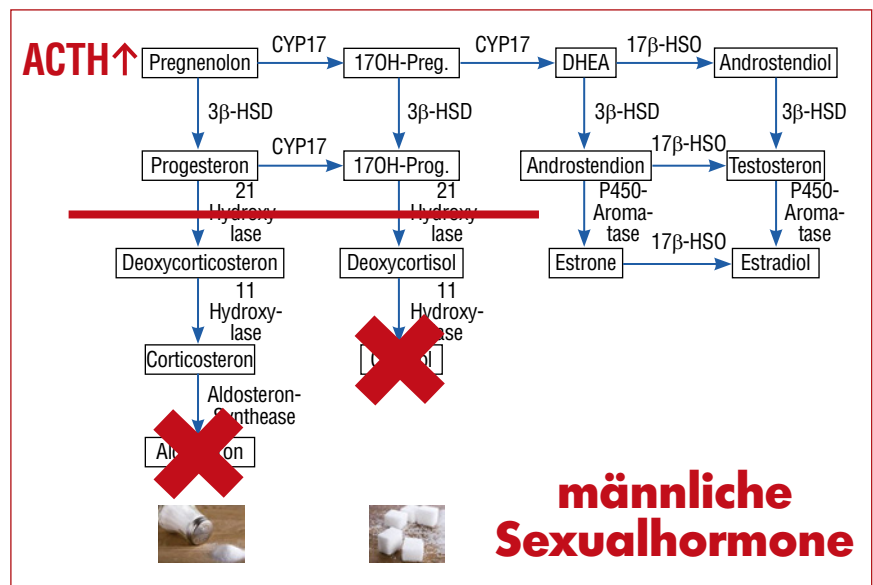 ACTH↑
Pregnenolon
CYP17
17OH-Preg.
CYP17
DHEA
17β-HSO
Androstendiol
3β-HSD
3β-HSD
3β-HSD
3β-HSD
Progesteron
CYP17
17OH-Prog.
Androstendion
17β-HSO
Testosteron
21
Hydroxy-
lase
21
Hydroxy-
lase
P450-
Aroma-
tase
P450-
Aroma-
tase
Deoxycorticosteron
Deoxycortisol
Estrone
17β-HSO
Estradiol
11
Hydroxy-
lase
11
Hydroxy-
lase
Corticosteron
Aldosteron-
Synthease
männliche
Sexualhormone